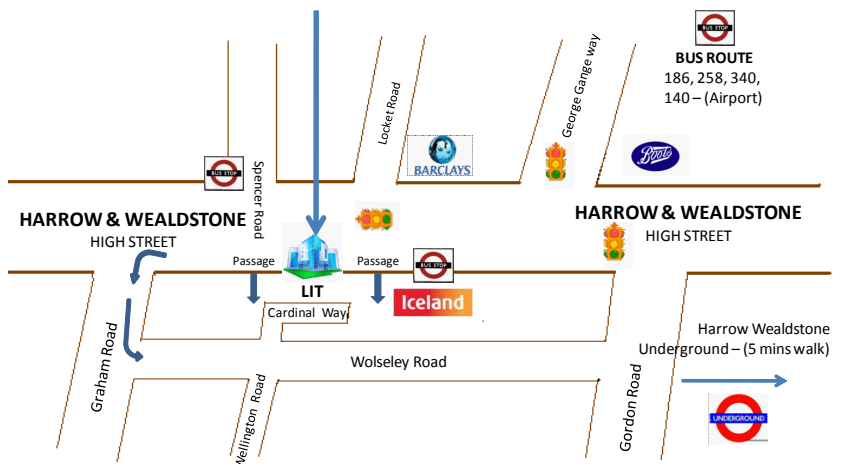 BUS STOP
BUS ROUTE
186, 258, 340,
140 – (Airport)
Locket Road
George Gange way
BARCLAYS
Boots
BUS STOP
Spencer Road
HARROW & WEALDSTONE
HIGH STREET
HARROW & WEALDSTONE
HIGH STREET
Passage
Passage
BUS STOP
LIT
Iceland
Cardinal Way
Harrow Wealdstone
Underground – (5 mins walk)
Graham Road
Wolseley Road
Wellington Road
Gordon Road
UNDERGROUND